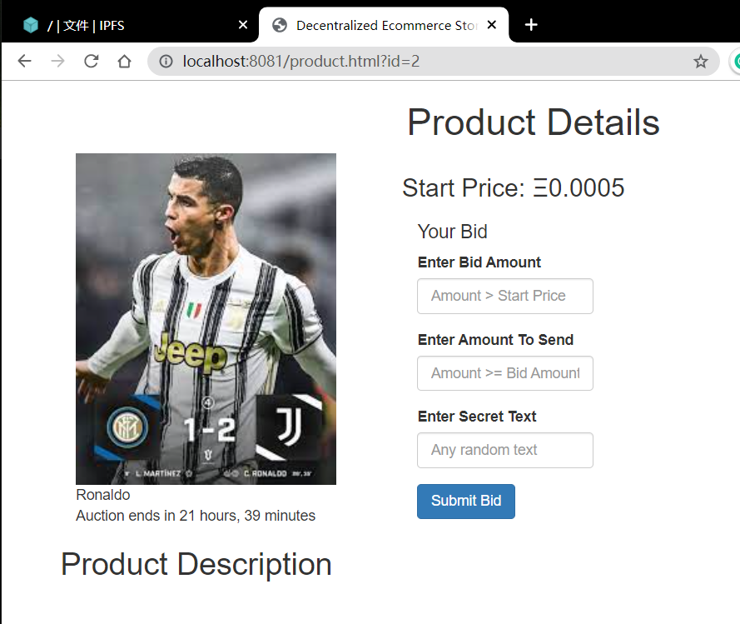 / | 文件 | IPFS
Decentralized Ecommerce Sto
localhost:8081/product.html?id=2
Product Details
Start Price: Ξ0.0005
Your Bid
Enter Bid Amount
Amount > Start Price
Enter Amount To Send
Amount >= Bid Amount
Enter Secret Text
Any random text
Submit Bid
Jeep
4
1-2
L. MARTÍNEZ
C. RONALDO
Ronaldo
Auction ends in 21 hours, 39 minutes
Product Description